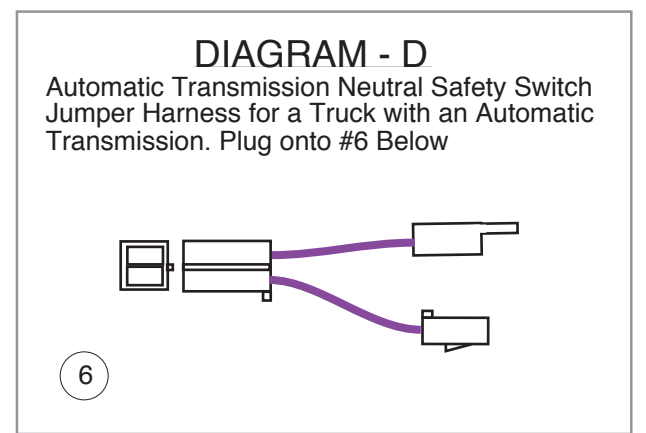 DIAGRAM - D
Automatic Transmission Neutral Safety Switch
Jumper Harness for a Truck with an Automatic
Transmission. Plug onto #6 Below
6